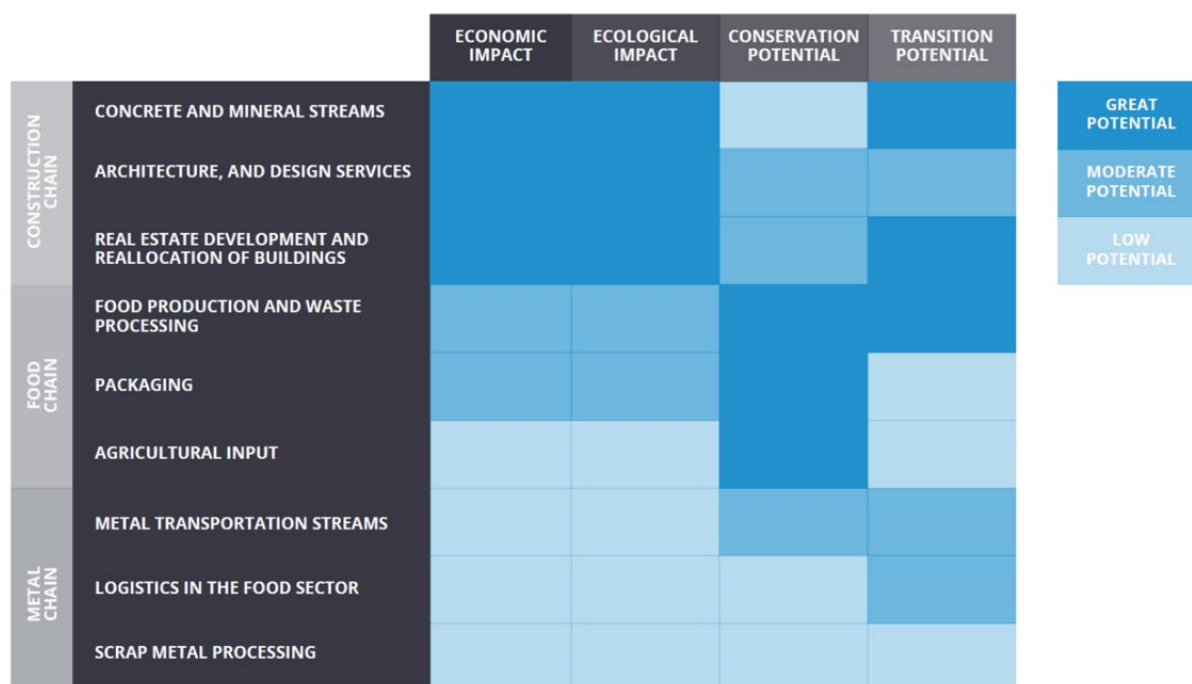 ECONOMIC
IMPACT
ECOLOGICAL
IMPACT
CONSERVATION
POTENTIAL
TRANSITION
POTENTIAL
CONSTRUCTION
CHAIN
CONCRETE AND MINERAL STREAMS
ARCHITECTURE, AND DESIGN SERVICES
REAL ESTATE DEVELOPMENT AND
REALLOCATION OF BUILDINGS
FOOD
CHAIN
FOOD PRODUCTION AND WASTE
PROCESSING
PACKAGING
AGRICULTURAL INPUT
METAL
CHAIN
METAL TRANSPORTATION STREAMS
LOGISTICS IN THE FOOD SECTOR
SCRAP METAL PROCESSING
GREAT
POTENTIAL
MODERATE
POTENTIAL
LOW
POTENTIAL